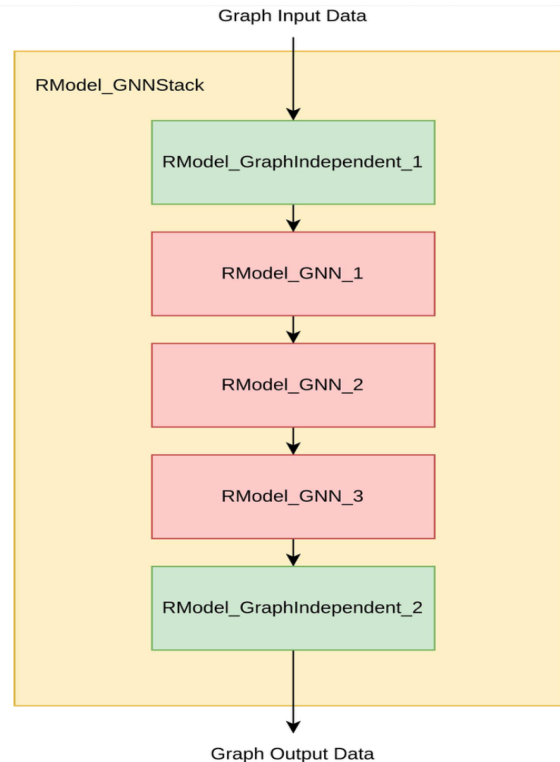 Graph Input Data
RModel_GNNStack
RModel_GraphIndependent_1
RModel_GNN_1
RModel_GNN_2
RModel_GNN_3
RModel_GraphIndependent_2
Graph Output Data